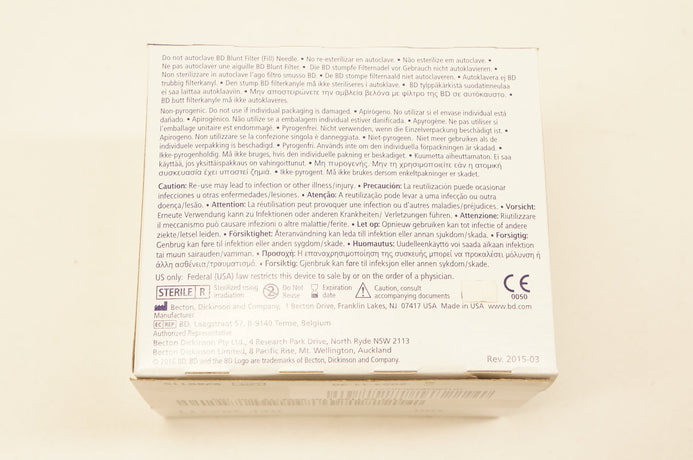 Do not autoclave BD Blunt Filter (Fill) Needle. • No re-esterilizar en autoclave. • Não esterilize em autoclave. •
Ne pas autoclaver une aiguille BD Blunt Filter. • Die BD stompfe Filternadel vor Gebrauch nicht autoklavieren. •
Non sterilizzare in autoclave l'ago filtro smusso BD • De BD stompe filternaald niet autoclaveren. • Autoklavera ej BD
trubbig filterkanyl. • Den stump BD filterkanyle må ikke steriliseres i autoklave. • BD tylppäkärkistä suodatinneulaa
ei saa laittaa autoklaaviin. • Μην αποστειρώνετε την αμβλεία βελόνα με φίλτρο της BD σε αυτόκαυστο. •
BD butt filterkanyle må ikke autoklaveres.
Non-pyrogenic. Do not use if individual packaging is damaged. • Apirógeno. No utilizar si el envase individual está
dañado. • Apirogênico. Não utilize se a embalagem individual estiver danificada. • Apyrogène. Ne pas utiliser si
l'emballage unitaire est endommagé. • Pyrogenfrei. Nicht verwenden, wenn die Einzelverpackung beschädigt ist. •
Apirogeno. Non utilizzare se la confezione singola è danneggiata. • Niet-pyrogeen. Niet meer gebruiken als de
individuele verpakking is beschadigd. • Pyrogenfri. Används inte om den individuella förpackningen är skadad. •
Ikke-pyrogenholdig. Må ikke bruges, hvis den individuelle pakning er beskadiget. • Kuumetta aiheuttamaton. Ei saa
käyttää, jos yksittäispakkaus on vahingoittunut. • Μη πυρογενής. Μην τη χρησιμοποιείτε εάν η ατομική
συσκευασία έχει υποστεί ζημιά. • Ikke-pyrogent. Må ikke brukes dersom enkeltpakninger er skadet.
Caution: Re-use may lead to infection or other illness/injury. • Precaución: La reutilización puede ocasionar
infecciones u otras enfermedades/lesiones. • Atenção: A reutilização pode levar a uma infecção ou outra
doença/lesão. • Attention: La réutilisation peut provoquer une infection ou d'autres maladies/préjudices. • Vorsicht:
Erneute Verwendung kann zu Infektionen oder anderen Krankheiten/ Verletzungen führen. • Attenzione: Riutilizzare
il meccanismo può causare infezioni o altre malattie/ferite. • Let op: Opnieuw gebruiken kan tot infectie of andere
ziekte/letsel leiden. • Försiktighet: Återanvändning kan leda till infektion eller annan sjukdom/skada. • Forsigtig:
Genbrug kan føre til infektion eller anden sygdom/skade. • Huomautus: Uudelleenkäyttö voi saada aikaan infektion
tai muun sairauden/vamman. • Προσοχή: Η επαναχρησιμοποίηση της συσκευής μπορεί να προκαλέσει μόλυνση ή
άλλη ασθένεια/τραυματισμό. • Forsiktig: Gjenbruk kan føre til infeksjon eller annen sykdom/skade.
US only: Federal (USA) law restricts this device to sale by or on the order of a physician.
STERILE R Sterilized using irradiation Do Not Reuse Expiration date Caution, consult accompanying documents CE 0050
Becton, Dickinson and Company, 1 Becton Drive, Franklin Lakes, NJ 07417 USA Made in USA www.bd.com
Manufacturer
EC REP BD, Laagstraat 57, B-9140 Temse, Belgium
Authorized Representative
Becton Dickinson Pty Ltd., 4 Research Park Drive, North Ryde NSW 2113
Becton Dickinson Limited, 8 Pacific Rise, Mt. Wellington, Auckland
BD, BD and the BD Logo are trademarks of Becton, Dickinson and Company. Rev. 2015-03